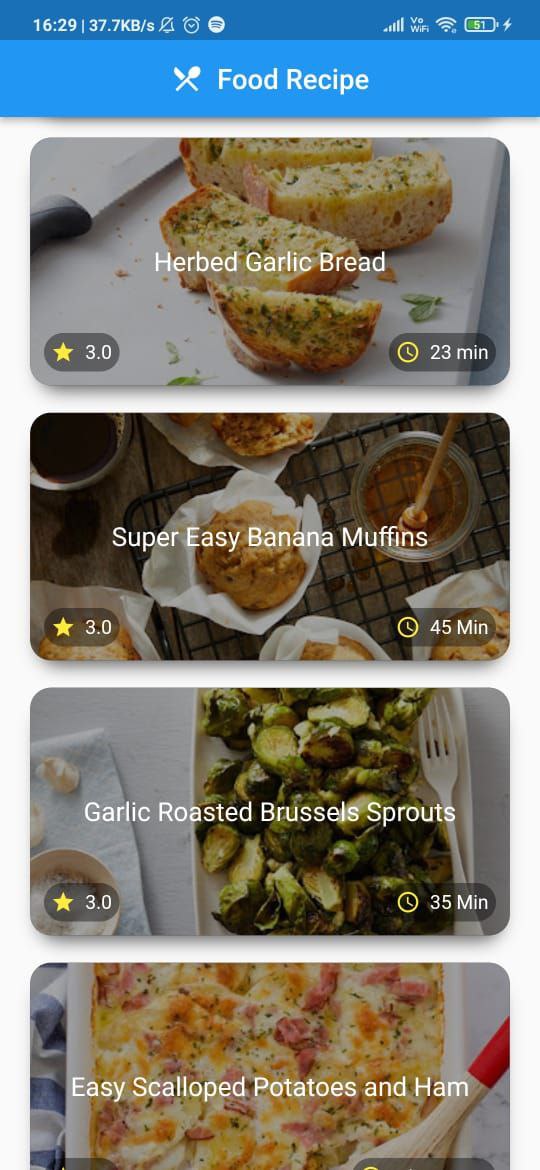 16:29 | 37.7KB/s Vo WiFi 51
Food Recipe
Herbed Garlic Bread
3.0 23 min
Super Easy Banana Muffins
3.0 45 Min
Garlic Roasted Brussels Sprouts
3.0 35 Min
Easy Scalloped Potatoes and Ham